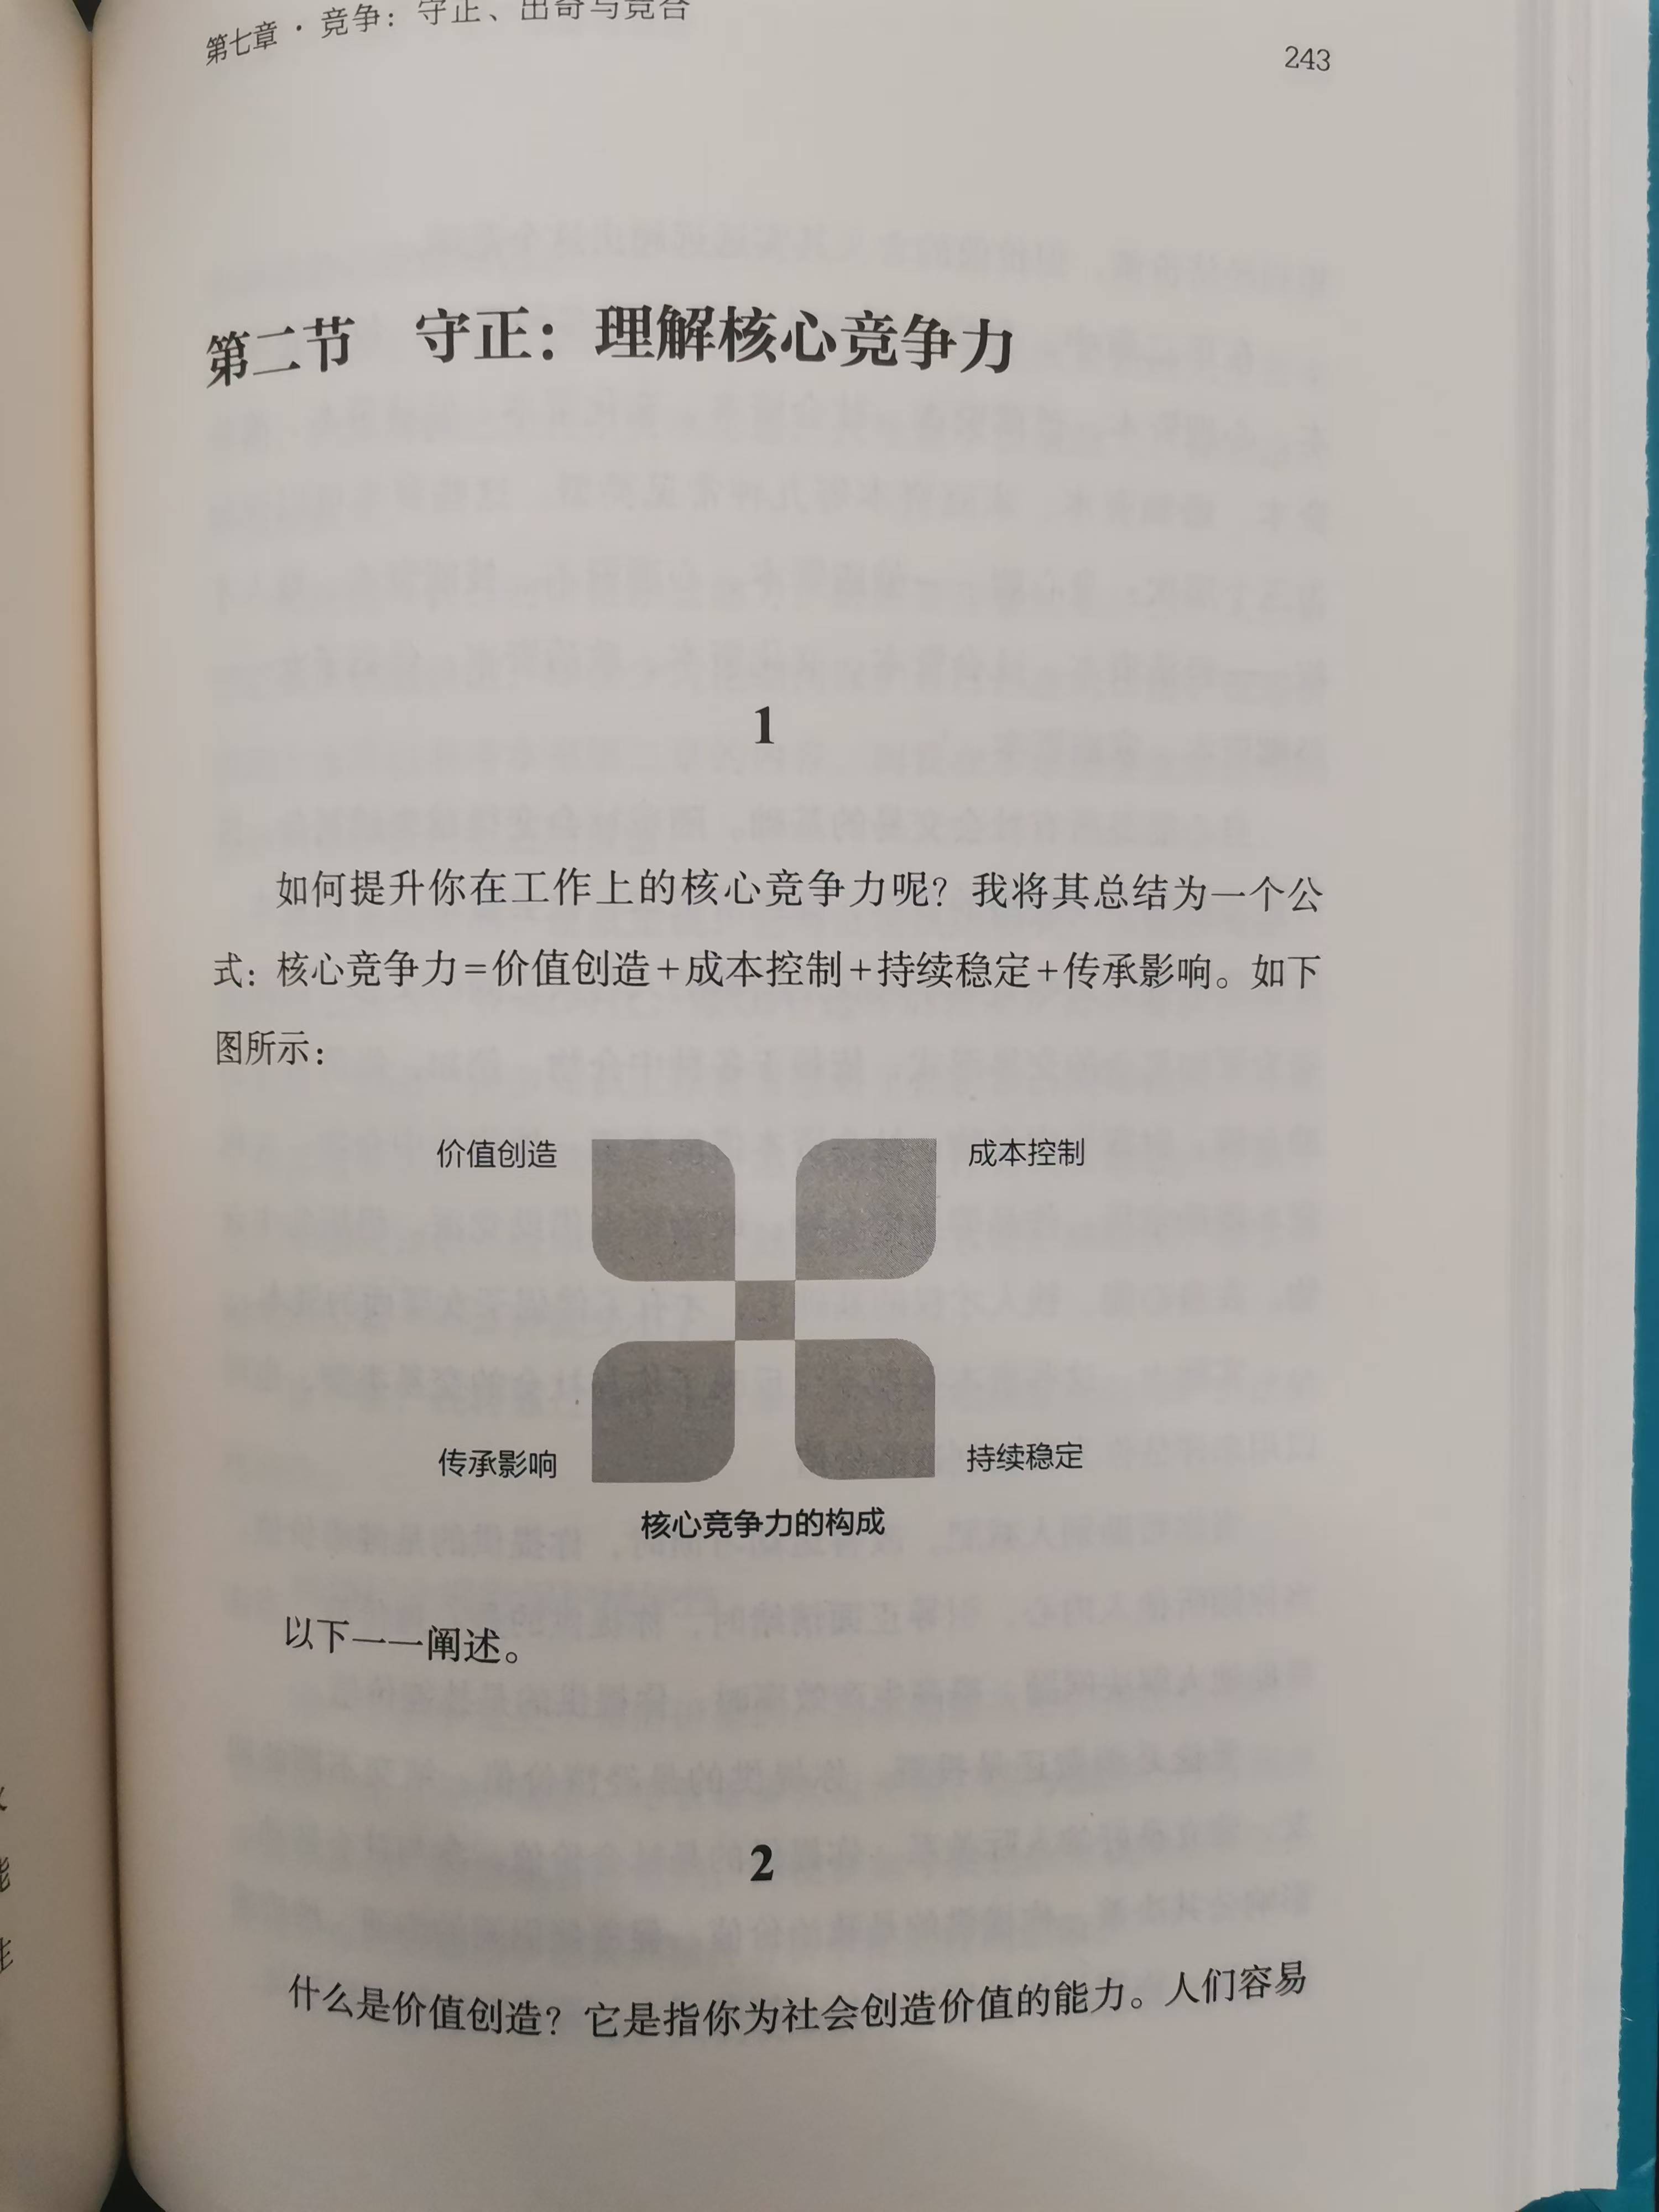 第七章·竞争：守正、出奇与竞合
243
第二节 守正：理解核心竞争力
1
如何提升你在工作上的核心竞争力呢？我将其总结为一个公
式：核心竞争力=价值创造+成本控制+持续稳定+传承影响。如下
图所示：
价值创造
成本控制
传承影响
持续稳定
核心竞争力的构成
以下一一阐述。
2
什么是价值创造？它是指你为社会创造价值的能力。人们容易